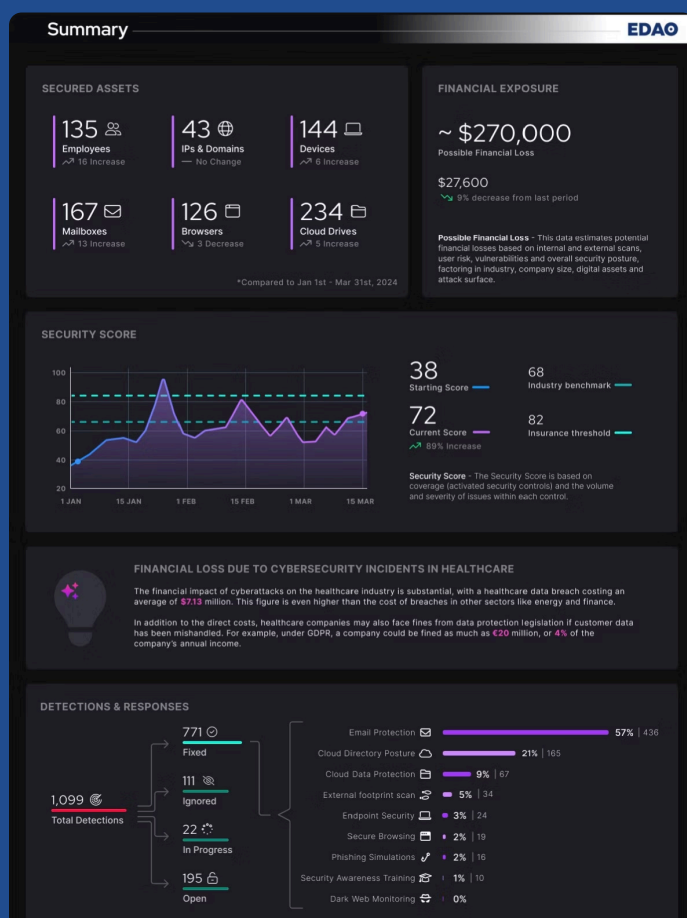 Summary
EDAO
SECURED ASSETS
135
Employees
16 Increase
43
IPs & Domains
No Change
144
Devices
6 Increase
167
Mailboxes
13 Increase
126
Browsers
3 Decrease
234
Cloud Drives
5 Increase
*Compared to Jan 1st - Mar 31st, 2024
FINANCIAL EXPOSURE
~ $270,000
Possible Financial Loss
$27,600
9% decrease from last period
Possible Financial Loss - This data estimates potential
financial losses based on internal and external scans,
user risk, vulnerabilities and overall security posture,
factoring in industry, company size, digital assets and
attack surface.
SECURITY SCORE
100
80
60
40
20
1 JAN 15 JAN 1 FEB 15 FEB 1 MAR 15 MAR
38
Starting Score
68
Industry benchmark
72
Current Score
89% Increase
82
Insurance threshold
Security Score - The Security Score is based on
coverage (activated security controls) and the volume
and severity of issues within each control.
FINANCIAL LOSS DUE TO CYBERSECURITY INCIDENTS IN HEALTHCARE
The financial impact of cyberattacks on the healthcare industry is substantial, with a healthcare data breach costing an
average of $7.13 million. This figure is even higher than the cost of breaches in other sectors like energy and finance.
In addition to the direct costs, healthcare companies may also face fines from data protection legislation if customer data
has been mishandled. For example, under GDPR, a company could be fined as much as €20 million, or 4% of the
company's annual income.
DETECTIONS & RESPONSES
1,099
Total Detections
771
Fixed
111
Ignored
22
In Progress
195
Open
Email Protection 57% | 436
Cloud Directory Posture 21% | 165
Cloud Data Protection 9% | 67
External footprint scan 5% | 34
Endpoint Security 3% | 24
Secure Browsing 2% | 19
Phishing Simulations 2% | 16
Security Awareness Training 1% | 10
Dark Web Monitoring 0%